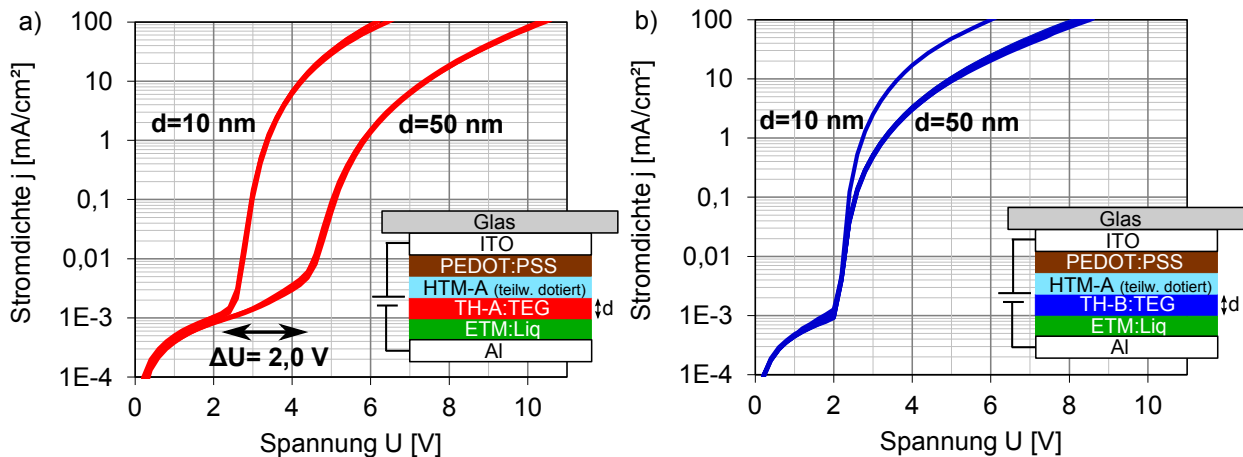 a)
Stromdichte j [mA/cm²]
100
10
1
0,1
0,01
1E-3
1E-4
d=10 nm
d=50 nm
ΔU= 2,0 V
Glas
ITO
PEDOT:PSS
HTM-A (teilw. dotiert)
TH-A:TEG
d
ETM:Liq
Al
0 2 4 6 8 10
Spannung U [V]
b)
Stromdichte j [mA/cm²]
100
10
1
0,1
0,01
1E-3
1E-4
d=10 nm
d=50 nm
Glas
ITO
PEDOT:PSS
HTM-A (teilw. dotiert)
TH-B:TEG
d
ETM:Liq
Al
0 2 4 6 8 10
Spannung U [V]